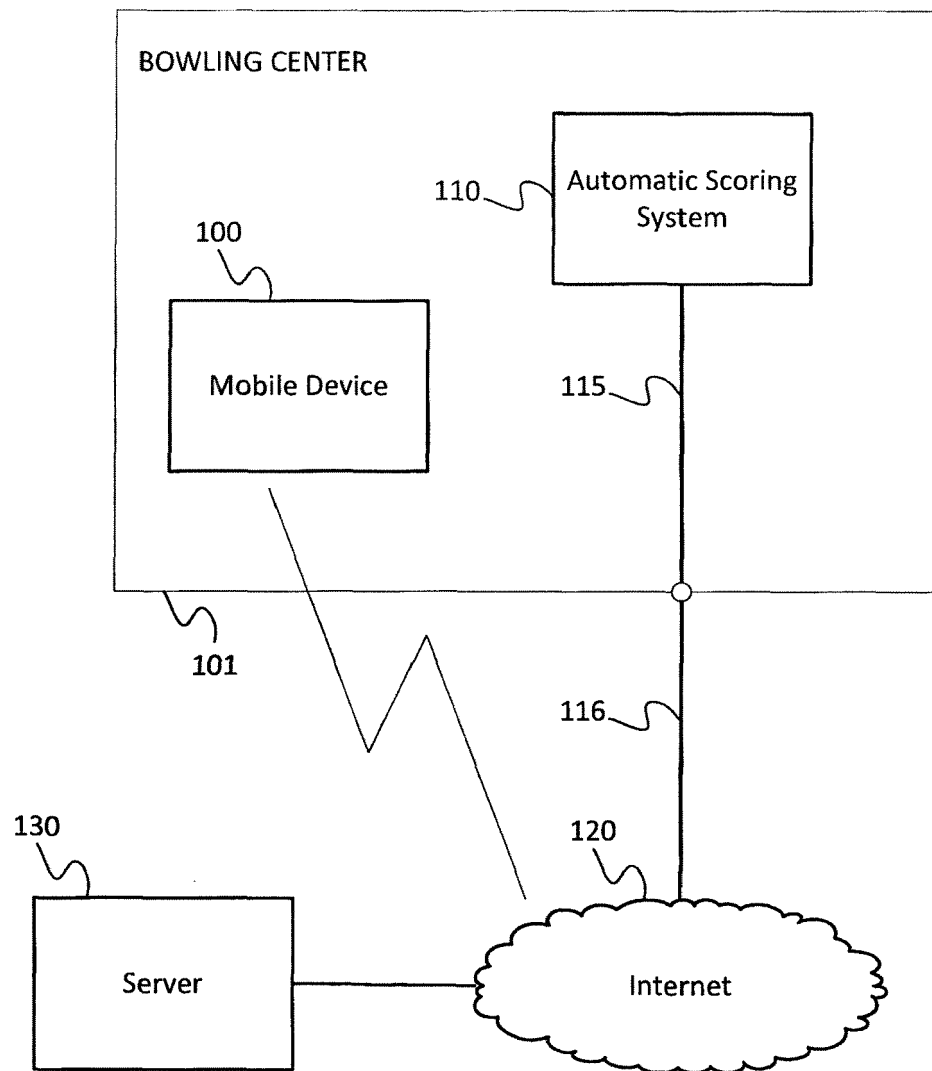 BOWLING CENTER
110
Automatic Scoring
System
100
Mobile Device
115
101
116
130
120
Server
Internet